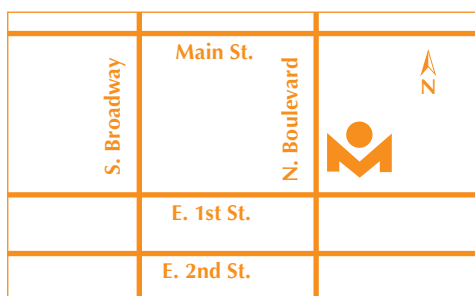 Main St.
S. Broadway
N. Boulevard
N
E. 1st St.
E. 2nd St.